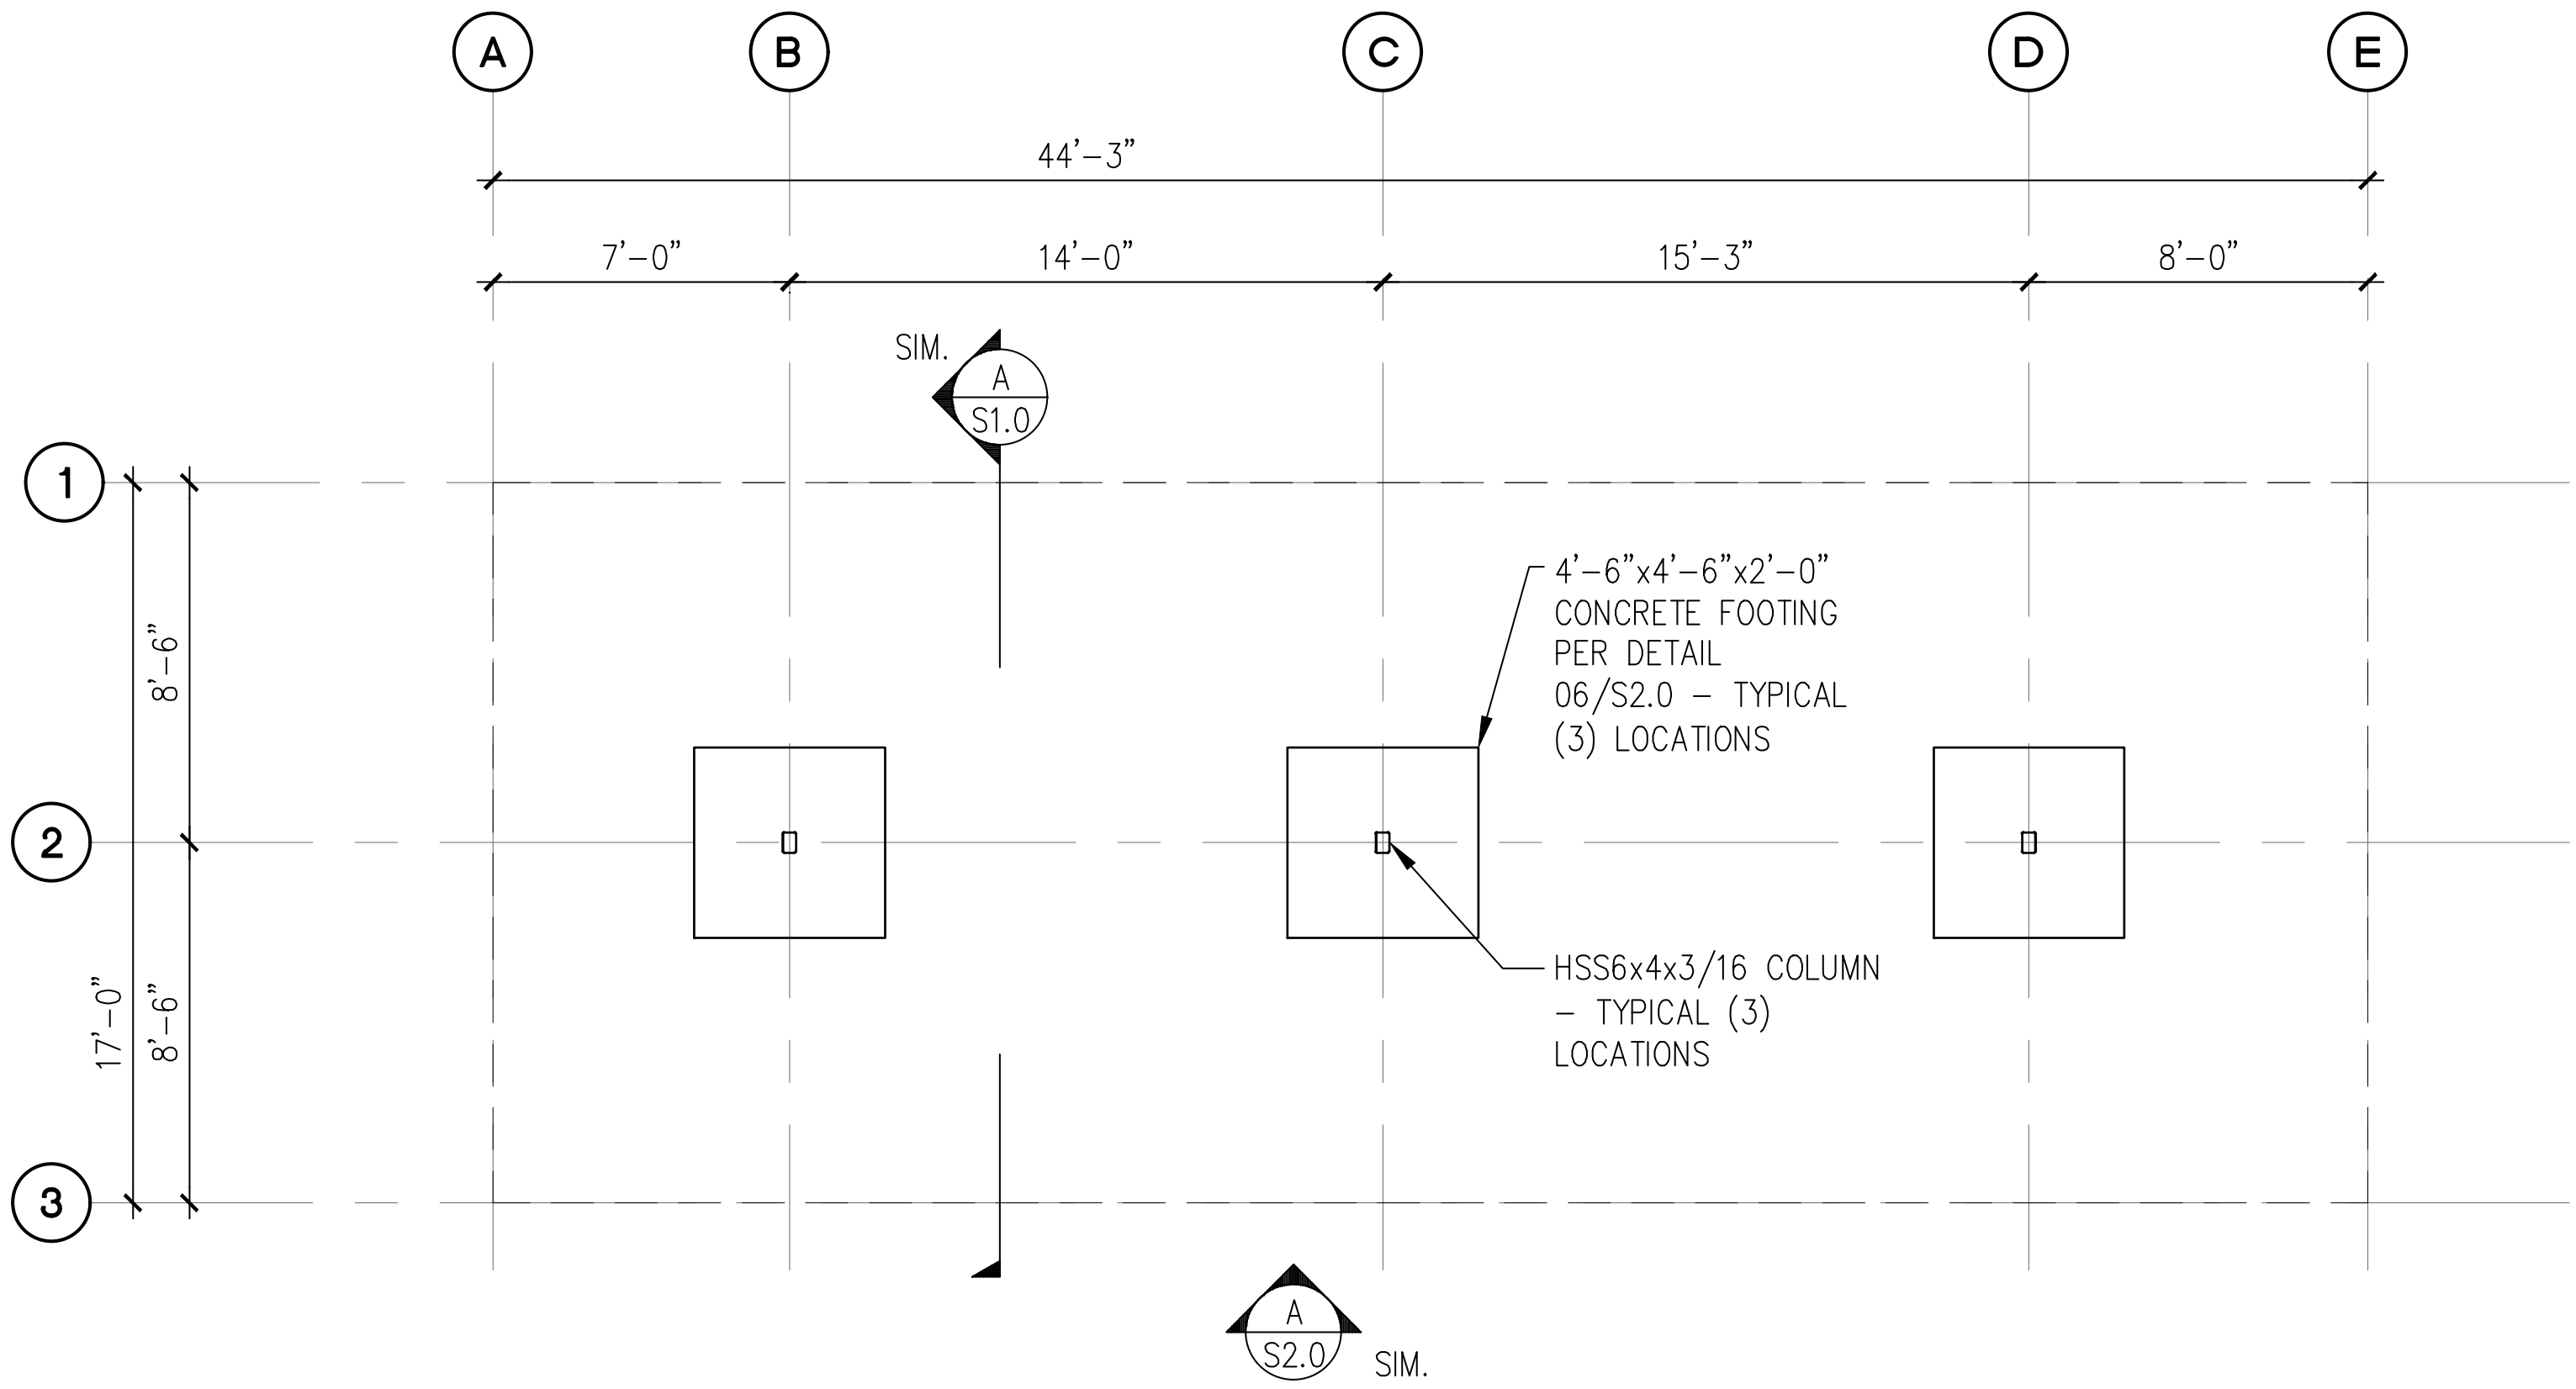 A B C D E
44'-3"
7'-0" 14'-0" 15'-3" 8'-0"
SIM.
A
S1.0
1
8'-6"
4'-6"x4'-6"x2'-0"
CONCRETE FOOTING
PER DETAIL
06/S2.0 - TYPICAL
(3) LOCATIONS
2
17'-0"
8'-6"
HSS6x4x3/16 COLUMN
- TYPICAL (3)
LOCATIONS
3
A
S2.0
SIM.